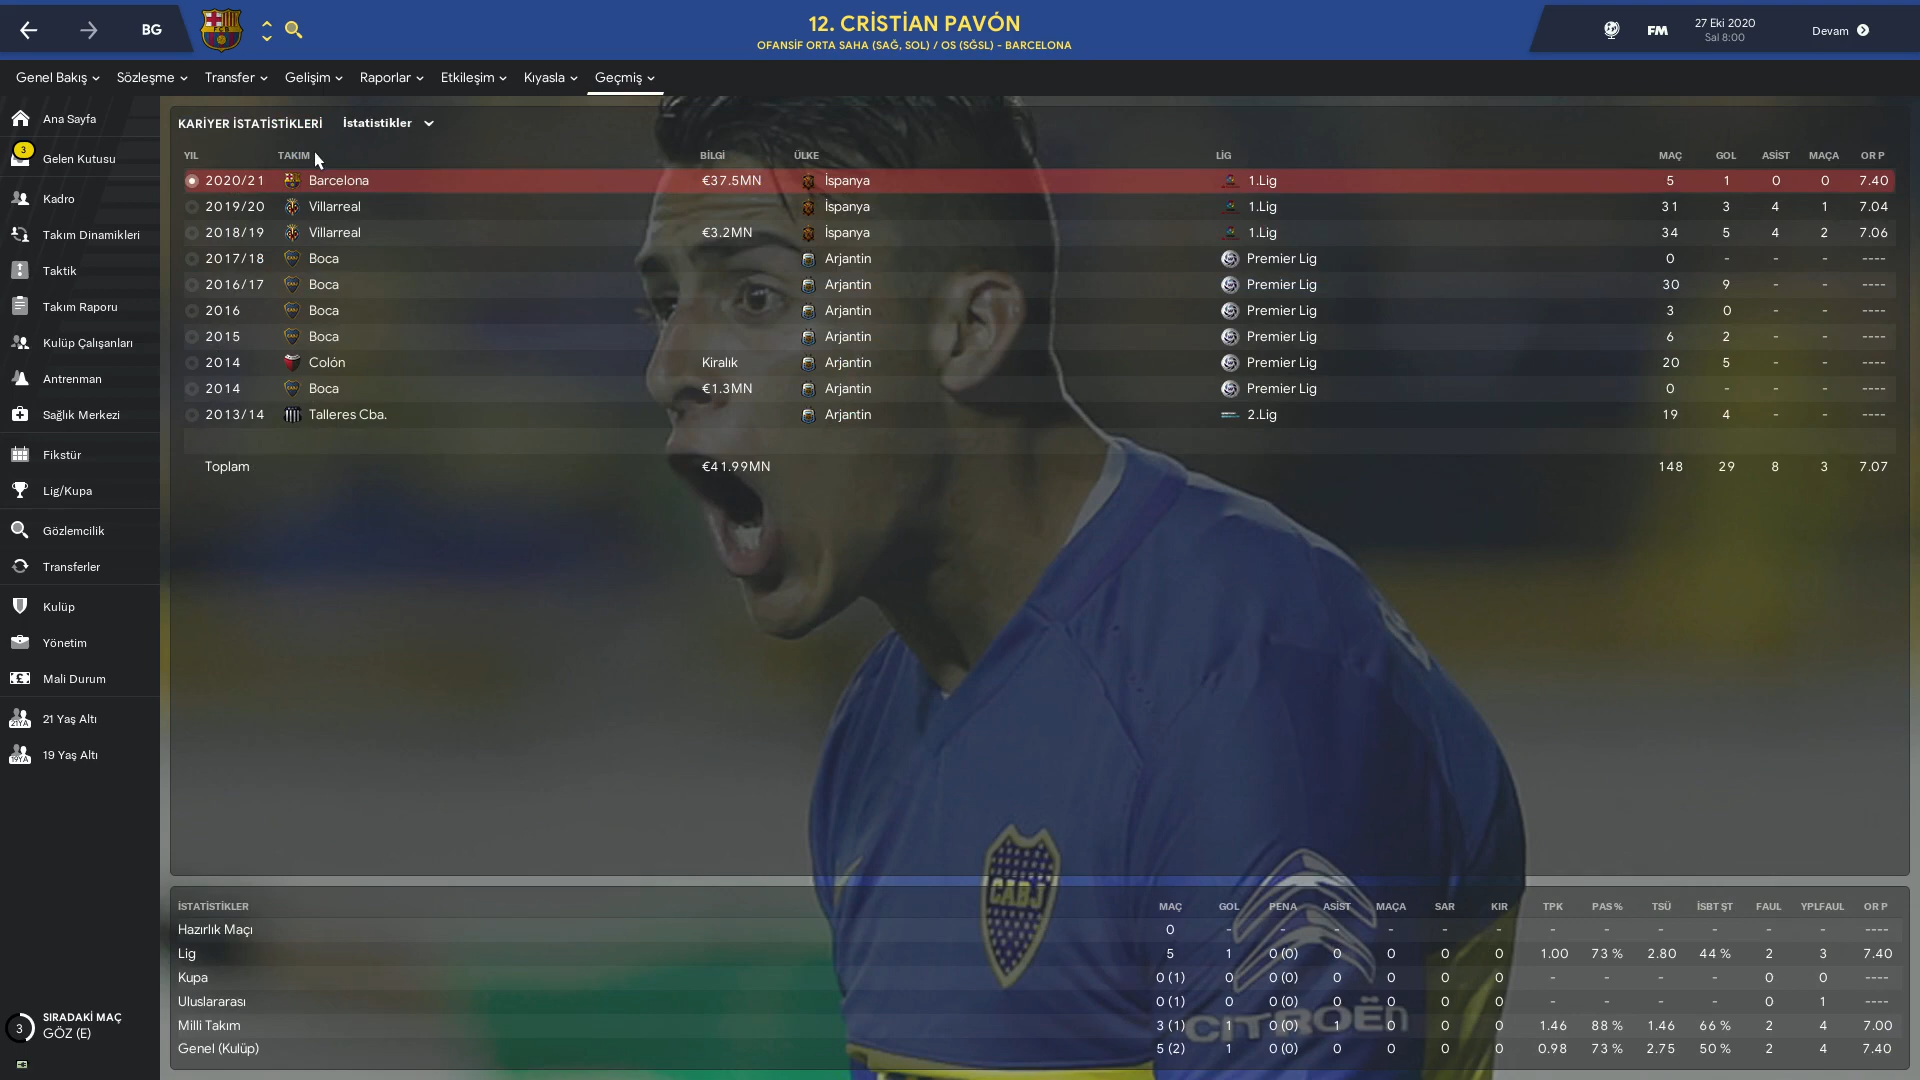 BG
12. CRİSTİAN PAVÓN
OFANSİF ORTA SAHA (SAĞ, SOL) / OS (SĞSL) - BARCELONA
FM
27 Eki 2020
Sal 8:00
Devam
Genel Bakış Sözleşme Transfer Gelişim Raporlar Etkileşim Kıyasla Geçmiş
Ana Sayfa
3
Gelen Kutusu
Kadro
Takım Dinamikleri
Taktik
Takım Raporu
Kulüp Çalışanları
Antrenman
Sağlık Merkezi
Fikstür
Lig/Kupa
Gözlemcilik
Transferler
Kulüp
Yönetim
Mali Durum
21YA 21 Yaş Altı
19YA 19 Yaş Altı
3
SIRADAKİ MAÇ
GÖZ (E)
KARİYER İSTATİSTİKLERİ İstatistikler
YIL TAKIM BİLGİ ÜLKE LİG MAÇ GOL ASİST MAÇA OR P
2020/21 Barcelona €37.5MN İspanya 1.Lig 5 1 0 0 7.40
2019/20 Villarreal İspanya 1.Lig 31 3 4 1 7.04
2018/19 Villarreal €3.2MN İspanya 1.Lig 34 5 4 2 7.06
2017/18 Boca Arjantin Premier Lig 0 - - - ----
2016/17 Boca Arjantin Premier Lig 30 9 - - ----
2016 Boca Arjantin Premier Lig 3 0 - - ----
2015 Boca Arjantin Premier Lig 6 2 - - ----
2014 Colón Kiralık Arjantin Premier Lig 20 5 - - ----
2014 Boca €1.3MN Arjantin Premier Lig 0 - - - ----
2013/14 Talleres Cba. Arjantin 2.Lig 19 4 - - ----
Toplam €41.99MN 148 29 8 3 7.07
CABJ
CITROËN
İSTATİSTİKLER MAÇ GOL PENA ASİST MAÇA SAR KIR TPK PAS % TSÜ İSBT ŞT FAUL YPLFAUL OR P
Hazırlık Maçı 0 - - - - - - - - - - - - ----
Lig 5 1 0 (0) 0 0 0 0 1.00 73 % 2.80 44 % 2 3 7.40
Kupa 0 (1) 0 0 (0) 0 0 0 0 - - - - 0 0 ----
Uluslararası 0 (1) 0 0 (0) 0 0 0 0 - - - - 0 1 ----
Milli Takım 3 (1) 1 0 (0) 1 0 0 0 1.46 88 % 1.46 66 % 2 4 7.00
Genel (Kulüp) 5 (2) 1 0 (0) 0 0 0 0 0.98 73 % 2.75 50 % 2 4 7.40